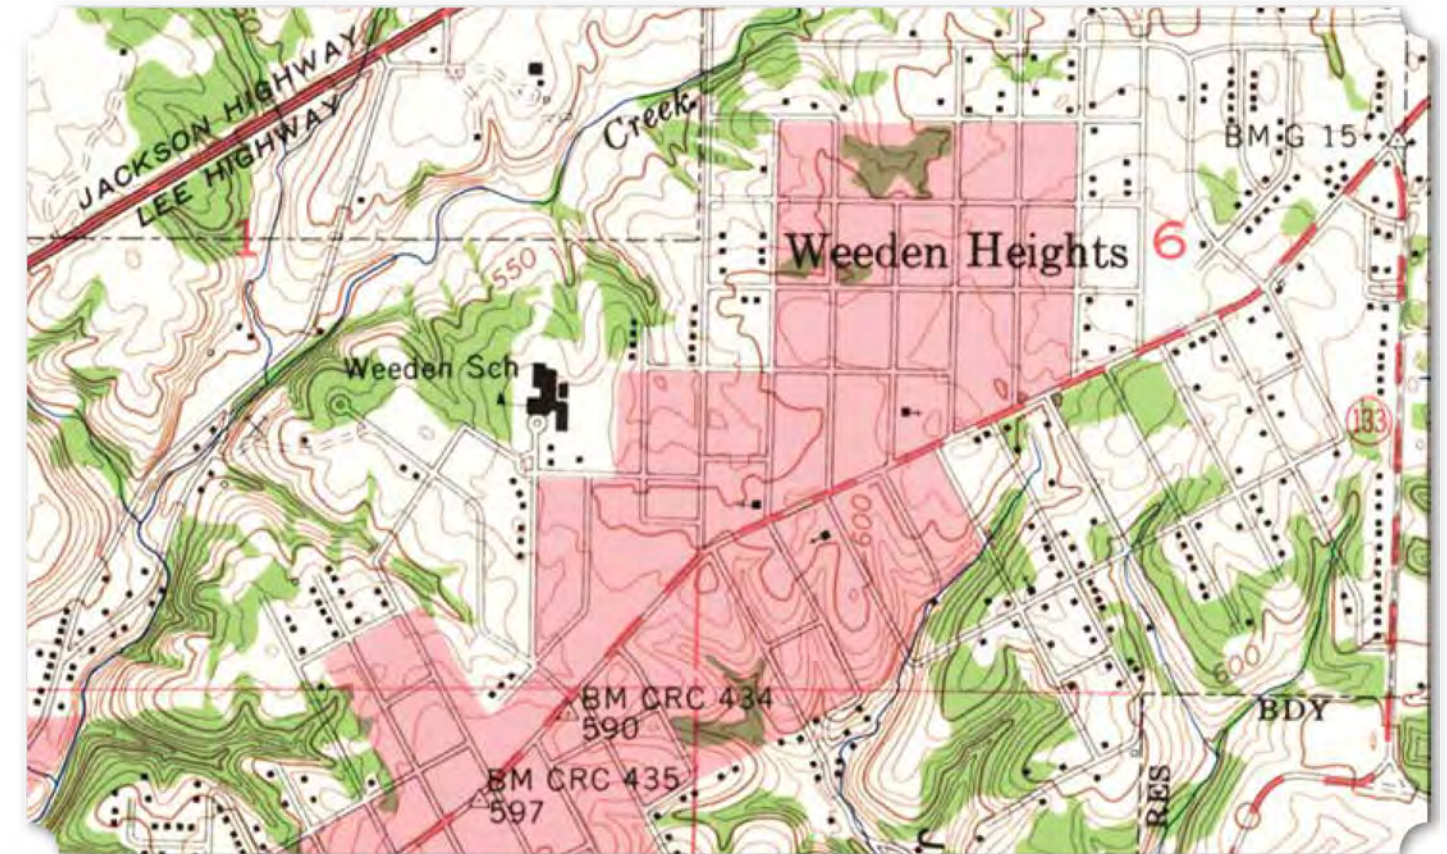 JACKSON HIGHWAY
LEE HIGHWAY
Creek
BM G 15
1
550
Weeden Heights
6
Weeden Sch
133
600
600
BM CRC 434
590
BDY
BM CRC 435
597
RES